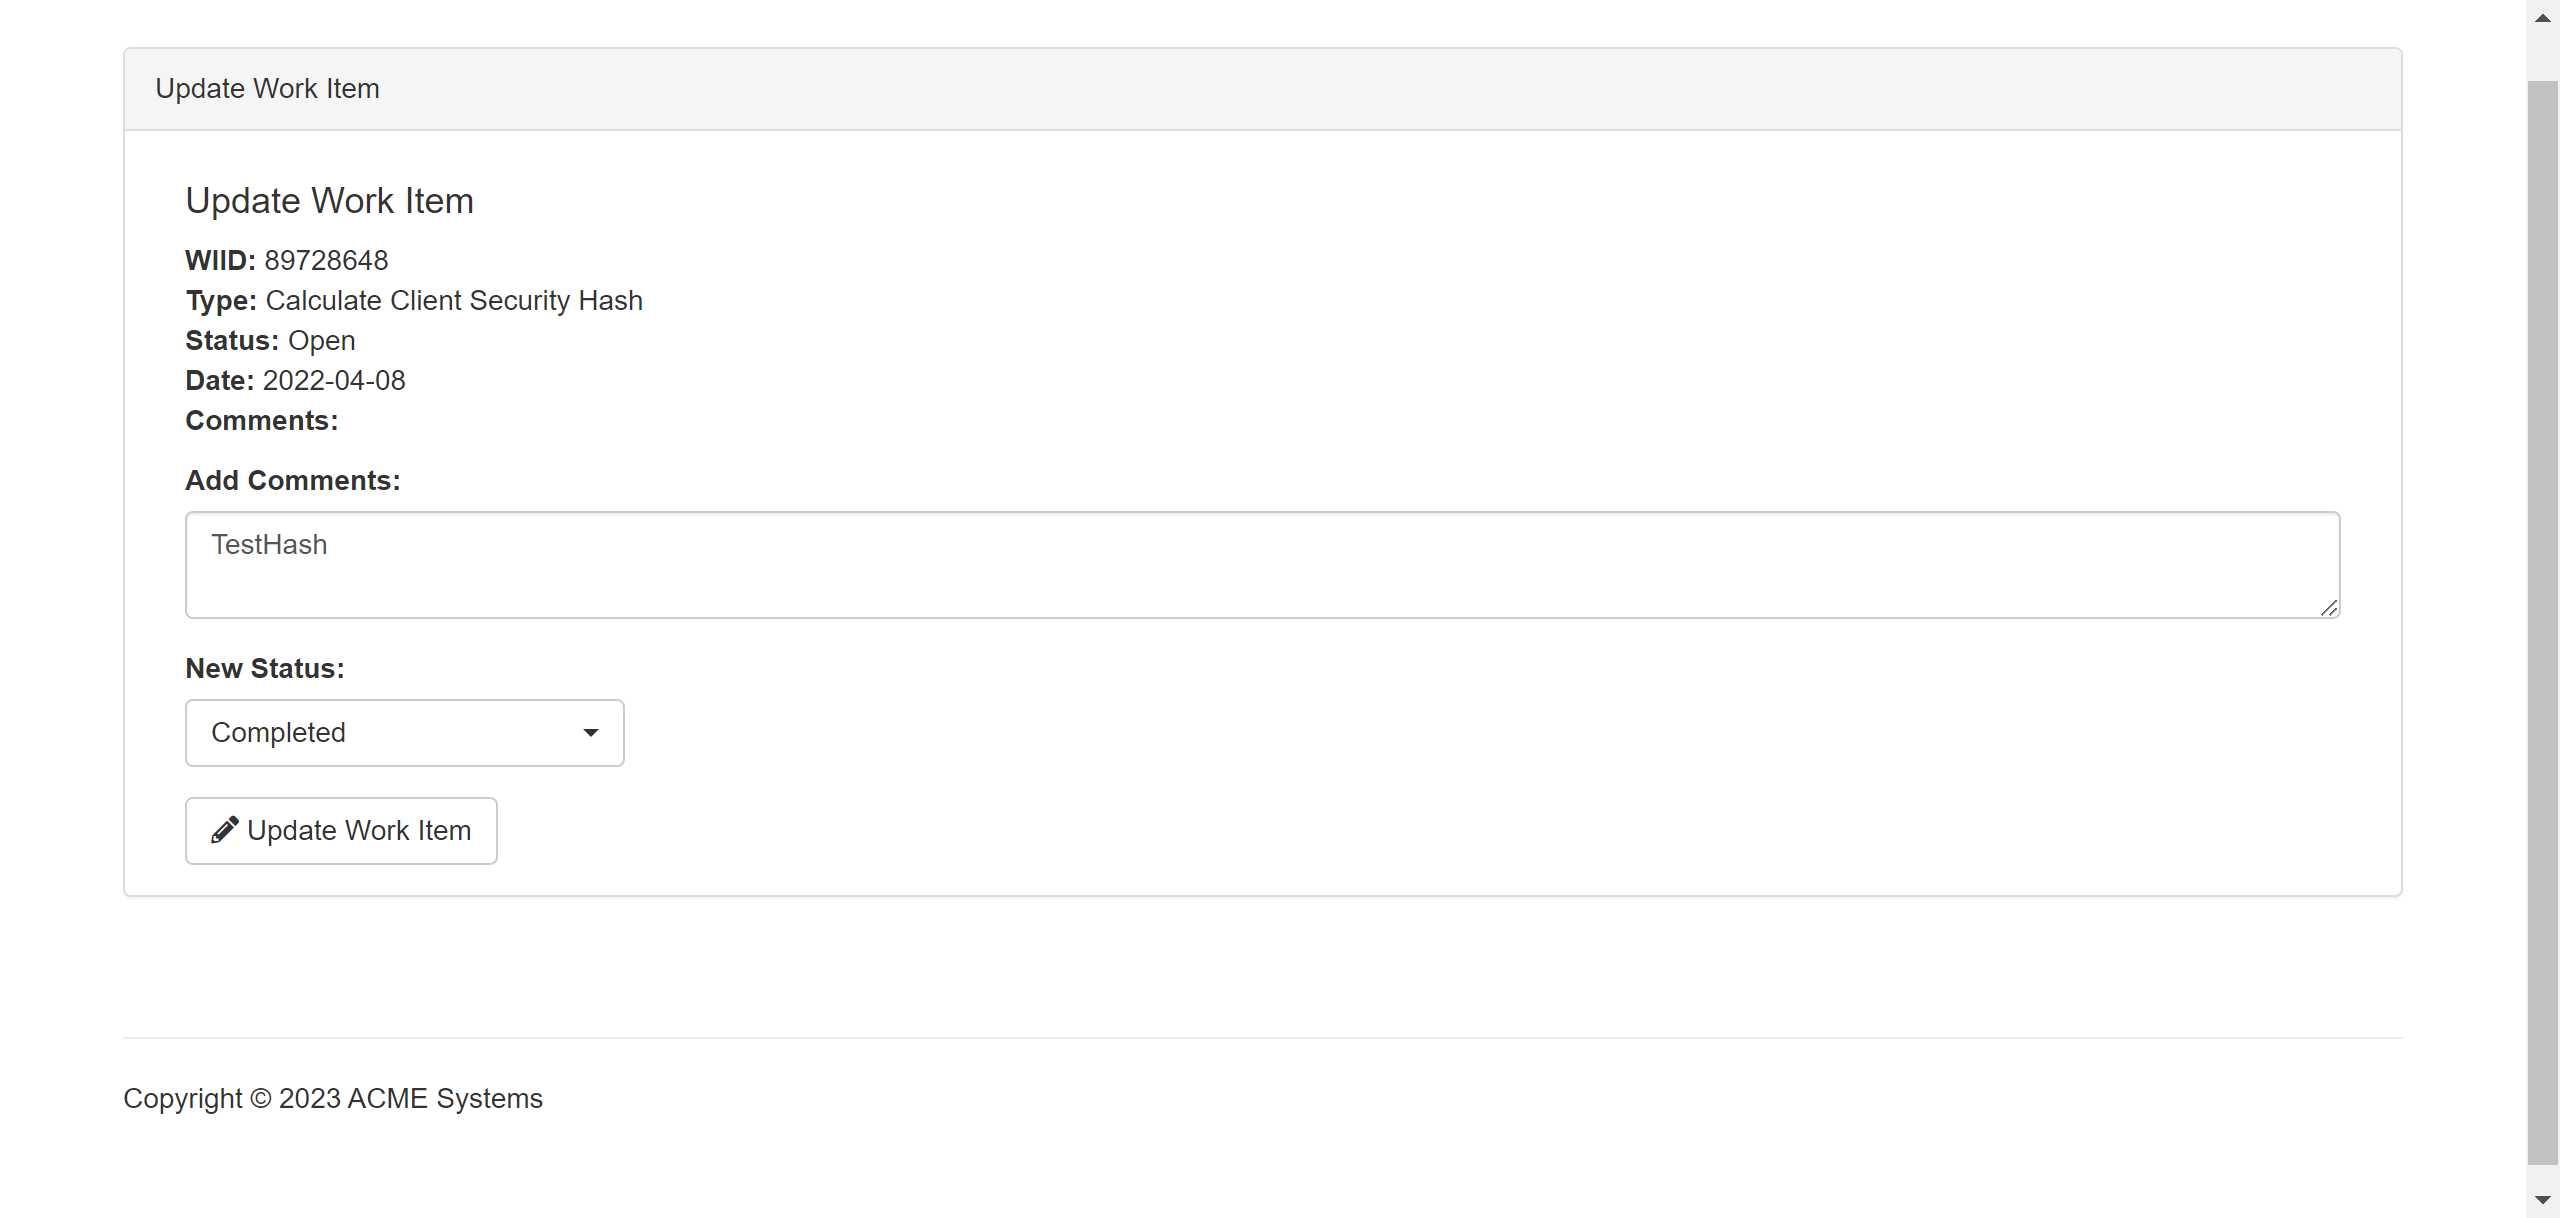 Update Work Item
Update Work Item
WIID: 89728648
Type: Calculate Client Security Hash
Status: Open
Date: 2022-04-08
Comments:
Add Comments:
TestHash
New Status:
Completed
Update Work Item
Copyright © 2023 ACME Systems